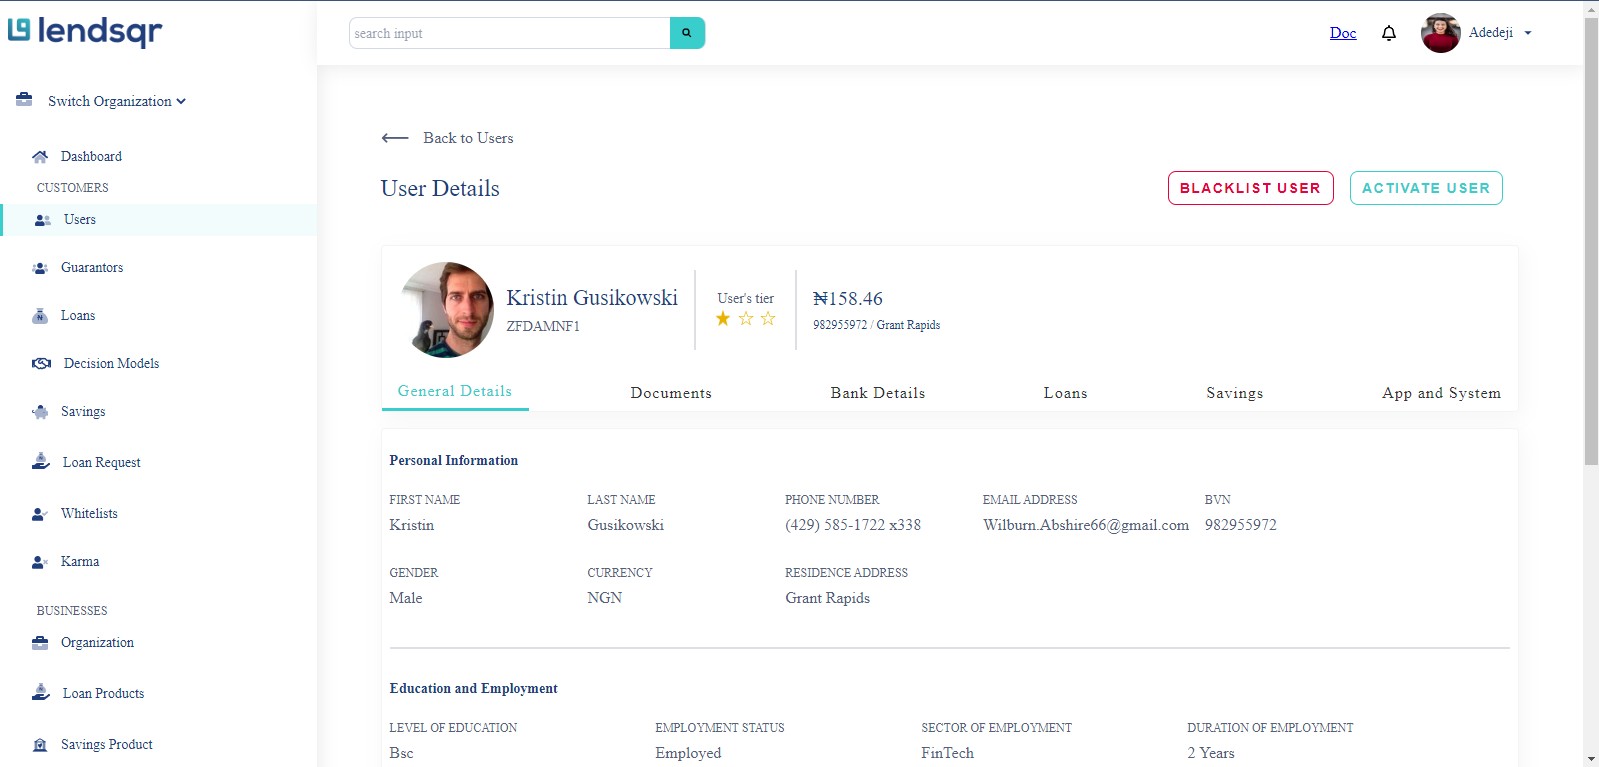 lendsqr
search input
Doc
Adedeji
Switch Organization
Dashboard
CUSTOMERS
Users
Guarantors
Loans
Decision Models
Savings
Loan Request
Whitelists
Karma
BUSINESSES
Organization
Loan Products
Savings Product
Back to Users
User Details
BLACKLIST USER
ACTIVATE USER
Kristin Gusikowski
ZFDAMNF1
User's tier
₦158.46
982955972 / Grant Rapids
General Details
Documents
Bank Details
Loans
Savings
App and System
Personal Information
FIRST NAME
Kristin
LAST NAME
Gusikowski
PHONE NUMBER
(429) 585-1722 x338
EMAIL ADDRESS
Wilburn.Abshire66@gmail.com
BVN
982955972
GENDER
Male
CURRENCY
NGN
RESIDENCE ADDRESS
Grant Rapids
Education and Employment
LEVEL OF EDUCATION
Bsc
EMPLOYMENT STATUS
Employed
SECTOR OF EMPLOYMENT
FinTech
DURATION OF EMPLOYMENT
2 Years